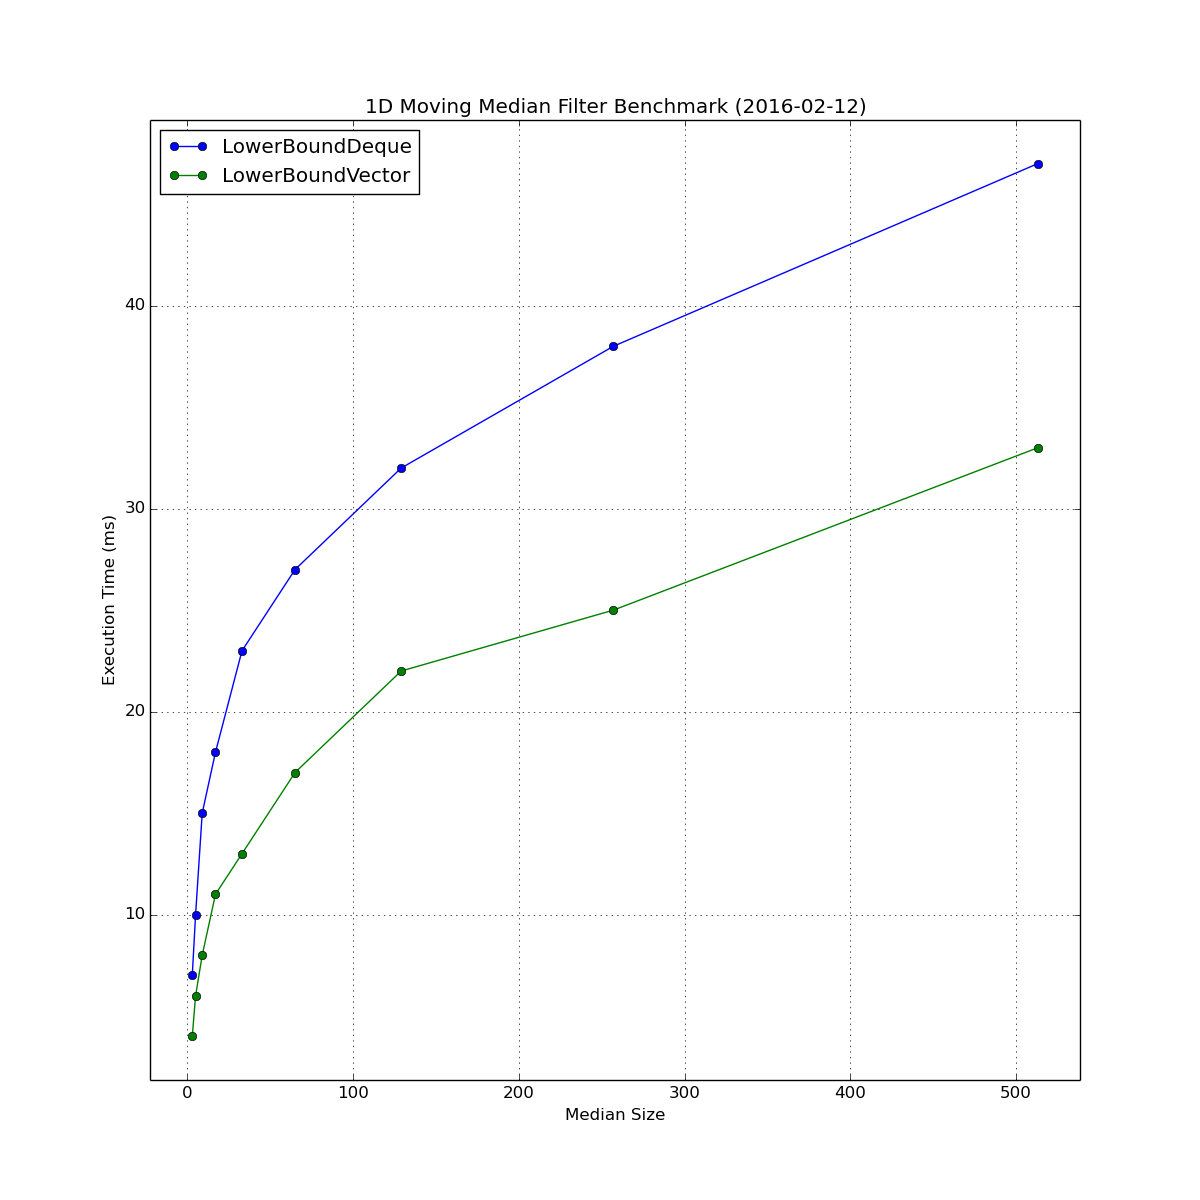 1D Moving Median Filter Benchmark (2016-02-12)
LowerBoundDeque
LowerBoundVector
40
30
20
10
Execution Time (ms)
0 100 200 300 400 500
Median Size